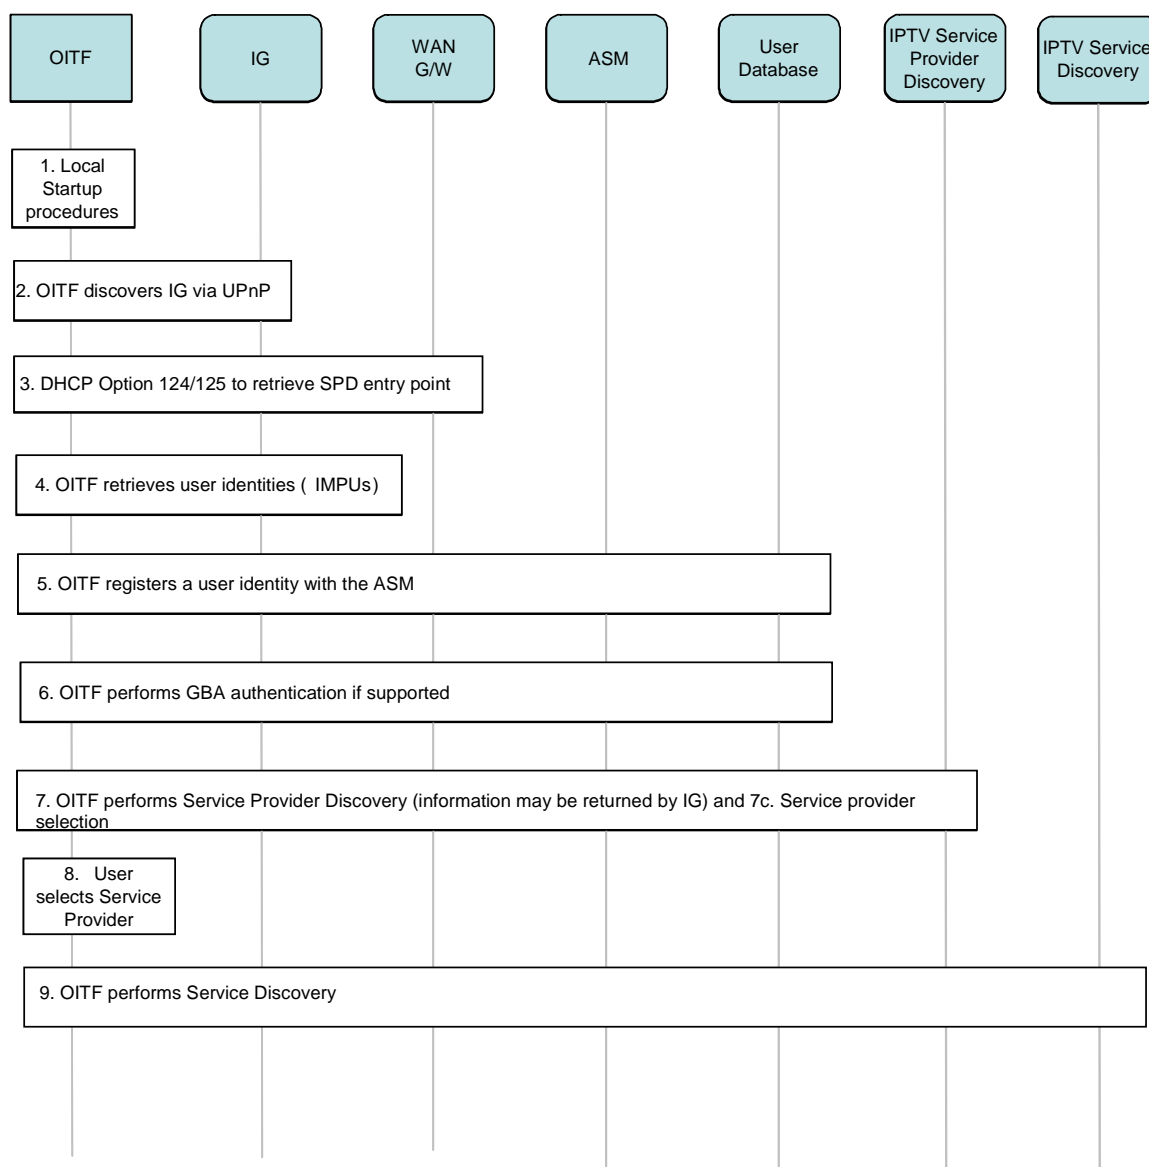 OITF
IG
WAN
G/W
ASM
User
Database
IPTV Service
Provider
Discovery
IPTV Service
Discovery
1. Local
Startup
procedures
2. OITF discovers IG via UPnP
3. DHCP Option 124/125 to retrieve SPD entry point
4. OITF retrieves user identities ( IMPUs)
5. OITF registers a user identity with the ASM
6. OITF performs GBA authentication if supported
7. OITF performs Service Provider Discovery (information may be returned by IG) and 7c. Service provider
selection
8. User
selects Service
Provider
9. OITF performs Service Discovery